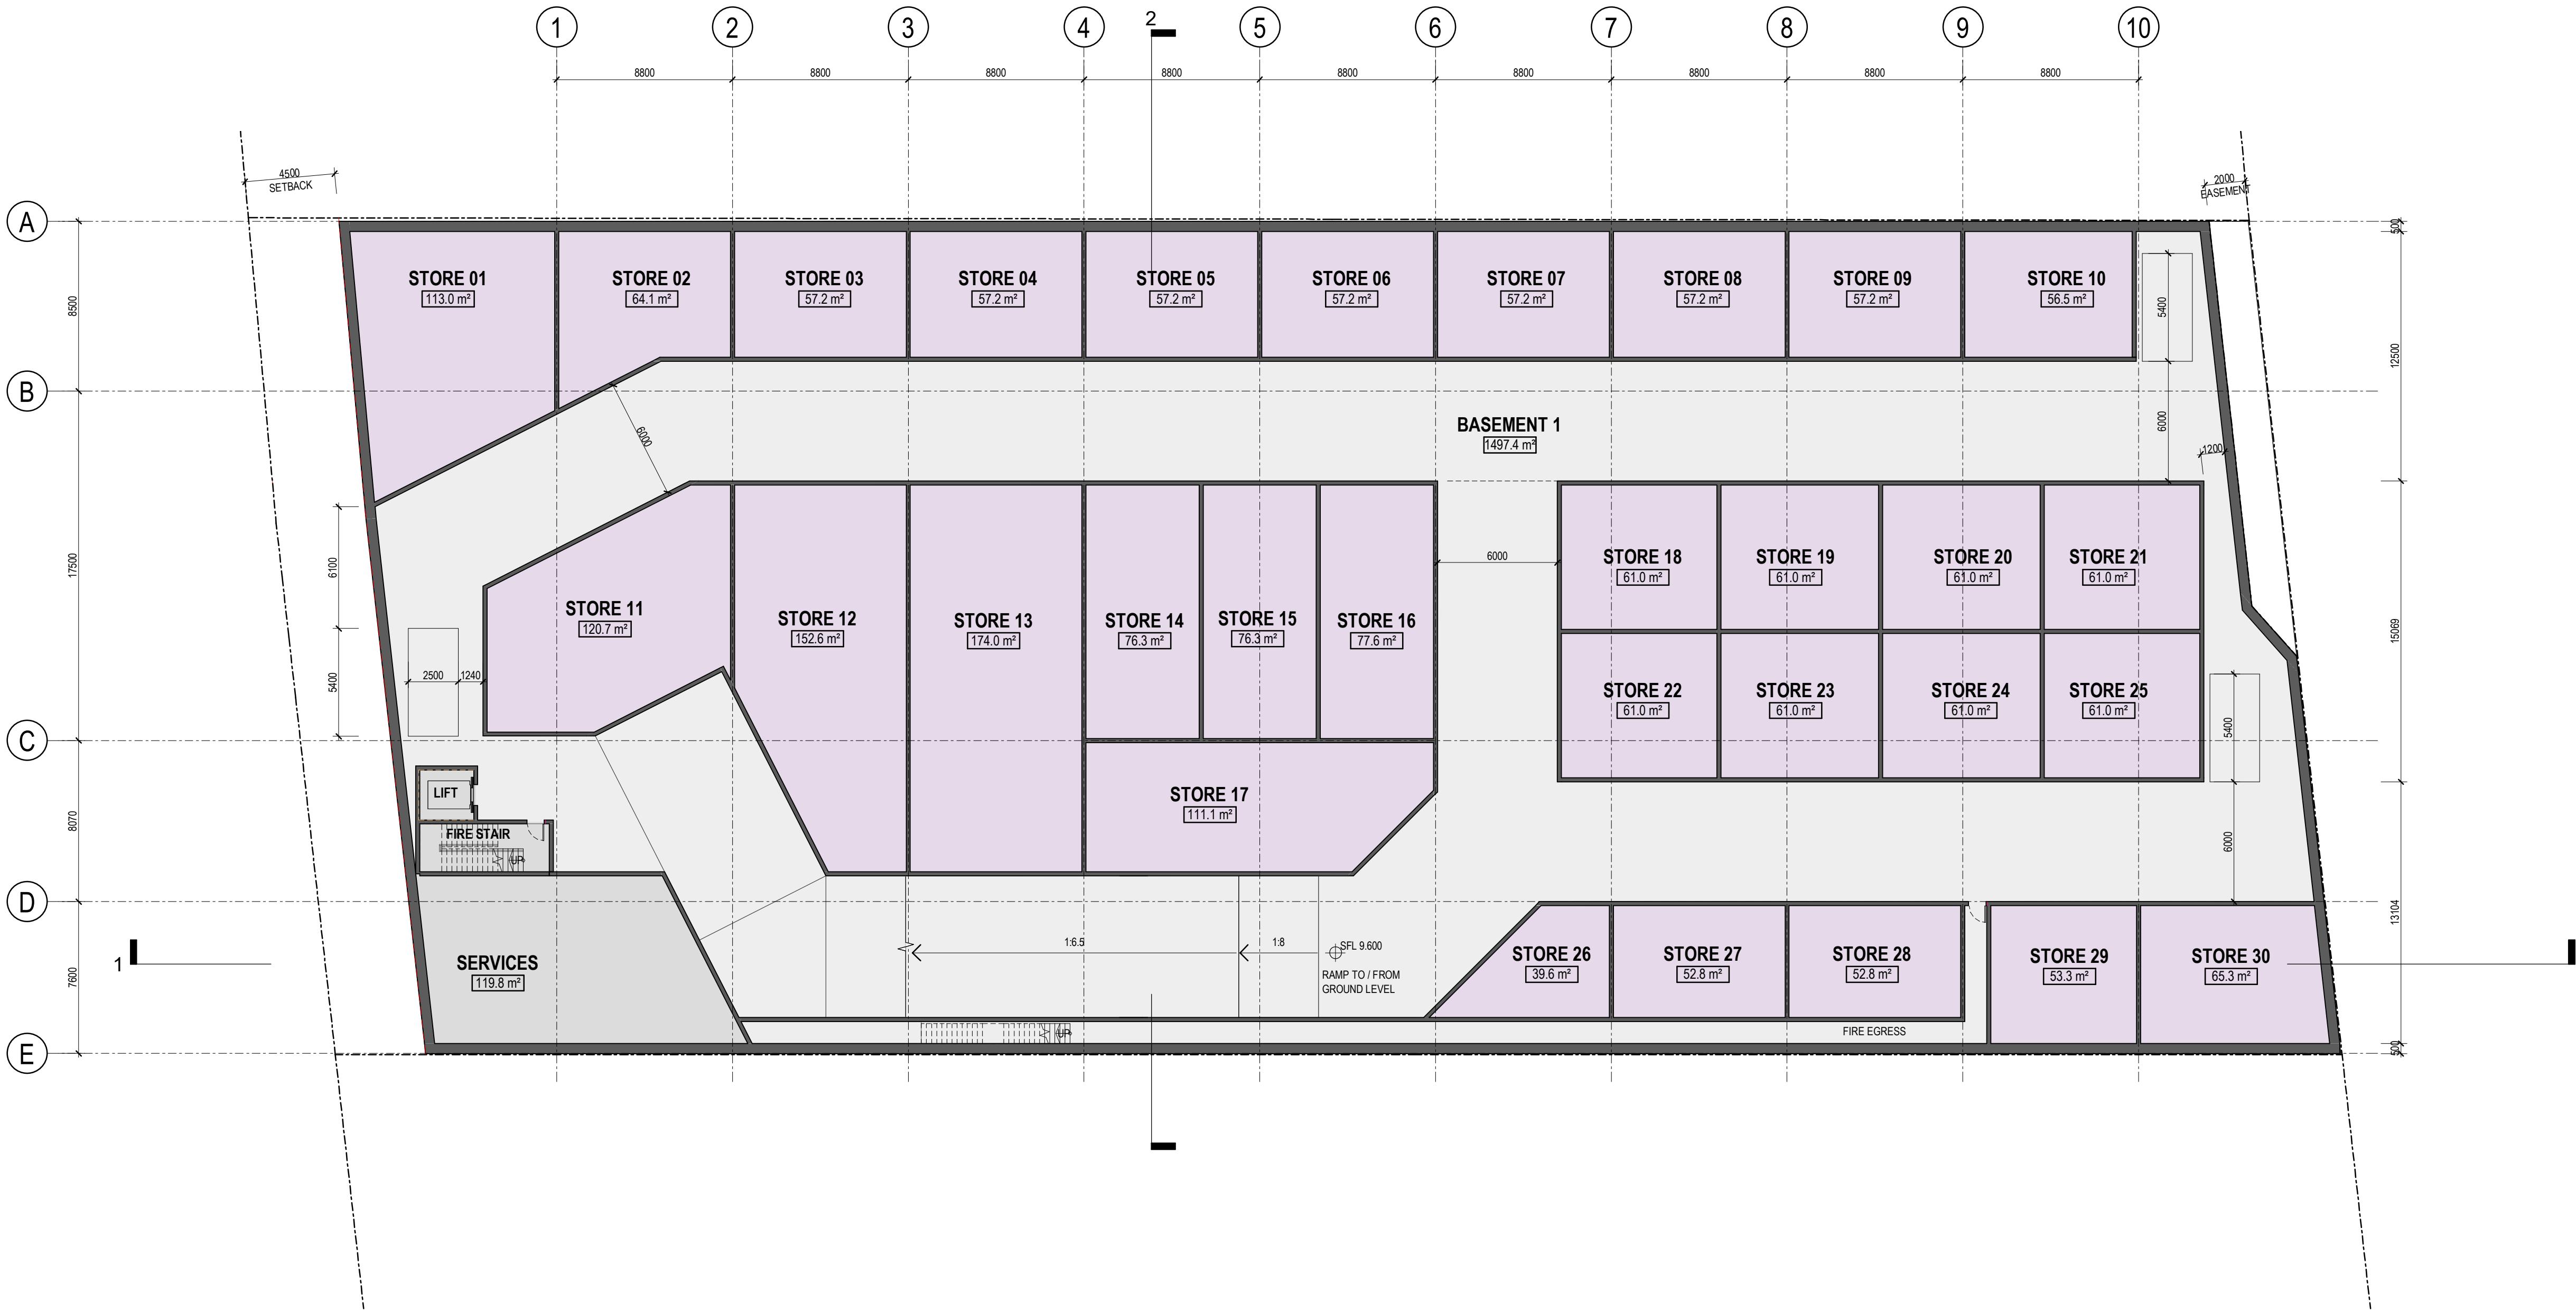 1 2 3 4 2 5 6 7 8 9 10
8800 8800 8800 8800 8800 8800 8800 8800 8800
4500
SETBACK
2000
EASEMENT
A
500
STORE 01
113.0 m²
STORE 02
64.1 m²
STORE 03
57.2 m²
STORE 04
57.2 m²
STORE 05
57.2 m²
STORE 06
57.2 m²
STORE 07
57.2 m²
STORE 08
57.2 m²
STORE 09
57.2 m²
STORE 10
56.5 m²
8500
5400
12500
B
6000
BASEMENT 1
1497.4 m²
6000
1200
17500
6100
5400
2500
1240
STORE 11
120.7 m²
STORE 12
152.6 m²
STORE 13
174.0 m²
STORE 14
76.3 m²
STORE 15
76.3 m²
STORE 16
77.6 m²
6000
STORE 18
61.0 m²
STORE 19
61.0 m²
STORE 20
61.0 m²
STORE 21
61.0 m²
15069
STORE 22
61.0 m²
STORE 23
61.0 m²
STORE 24
61.0 m²
STORE 25
61.0 m²
5400
C
8070
LIFT
FIRE STAIR
UP
STORE 17
111.1 m²
6000
D
13104
1
7600
SERVICES
119.8 m²
1:6.5
1:8
SFL 9.600
RAMP TO / FROM
GROUND LEVEL
STORE 26
39.6 m²
STORE 27
52.8 m²
STORE 28
52.8 m²
STORE 29
53.3 m²
STORE 30
65.3 m²
UP
FIRE EGRESS
E
500